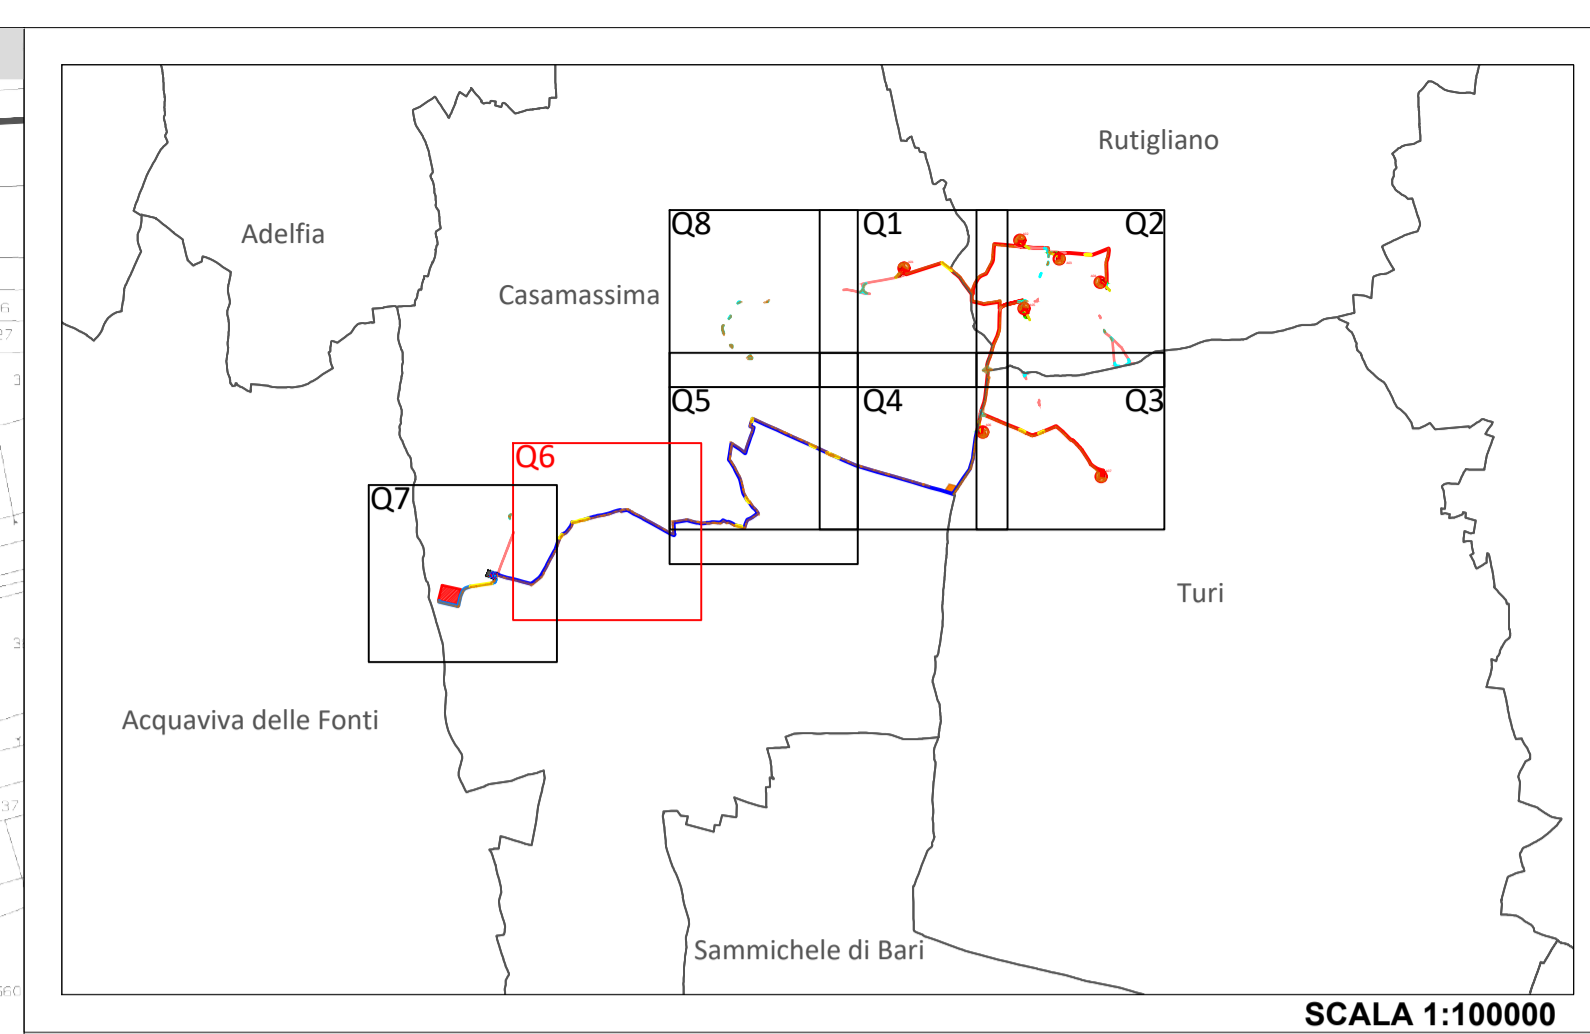 Rutigliano
Adelfia
Q8
Q1
Q2
Casamassima
Q5
Q4
Q3
Q6
Q7
Turi
Acquaviva delle Fonti
Sammichele di Bari
SCALA 1:100000